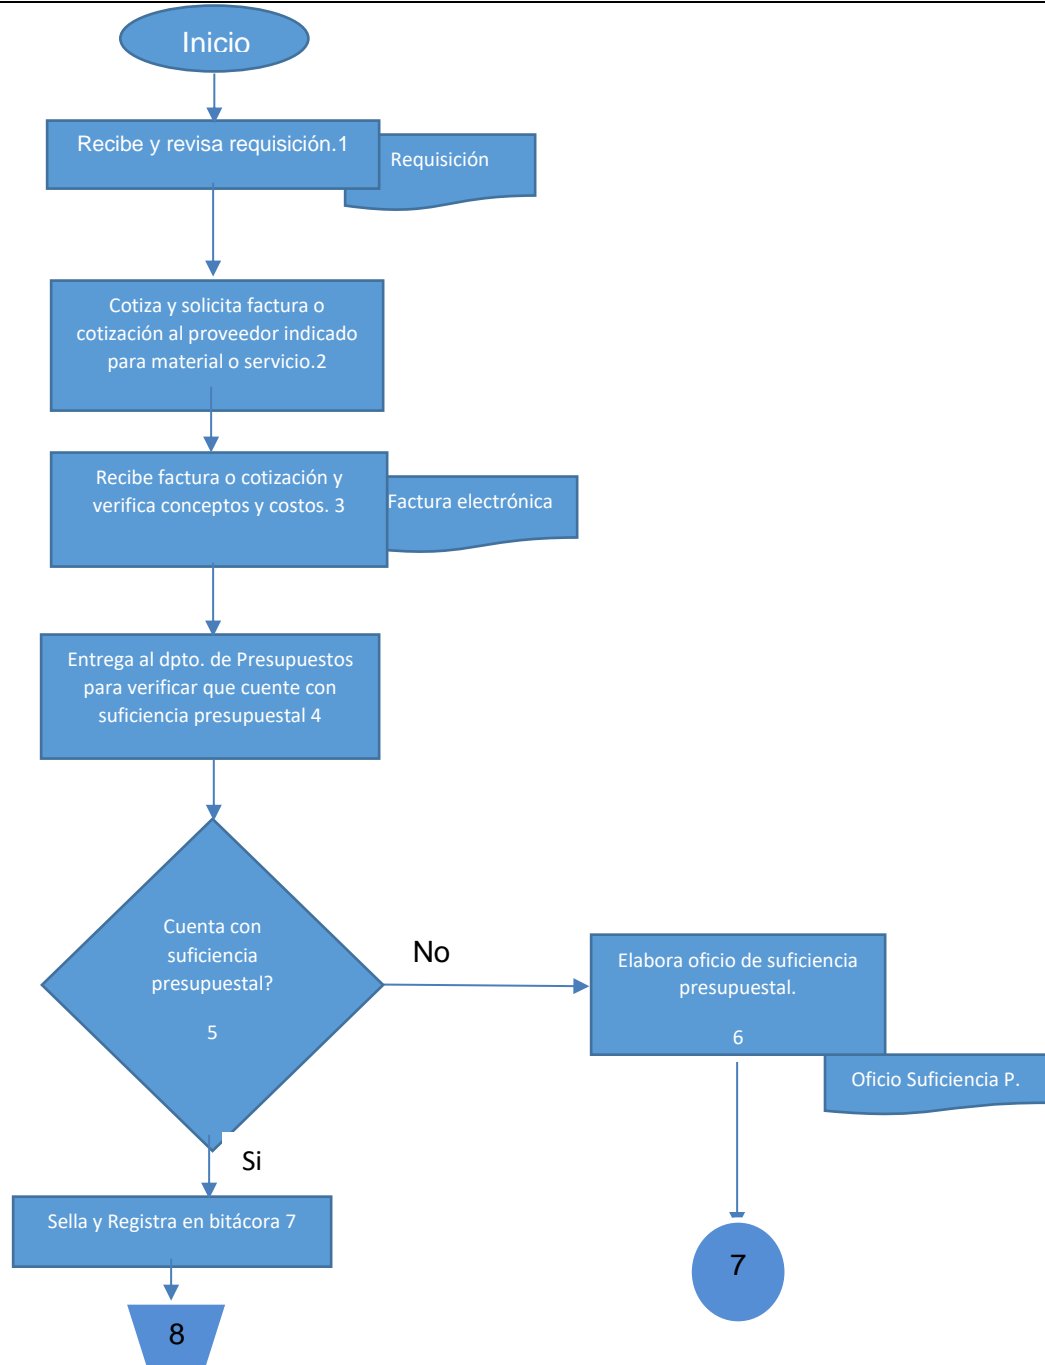 Inicio
Recibe y revisa requisición.1
Requisición
Cotiza y solicita factura o
cotización al proveedor indicado
para material o servicio.2
Recibe factura o cotización y
verifica conceptos y costos. 3
Factura electrónica
Entrega al dpto. de Presupuestos
para verificar que cuente con
suficiencia presupuestal 4
Cuenta con
suficiencia
presupuestal?
5
No
Elabora oficio de suficiencia
presupuestal.
6
Oficio Suficiencia P.
Si
Sella y Registra en bitácora 7
7
8